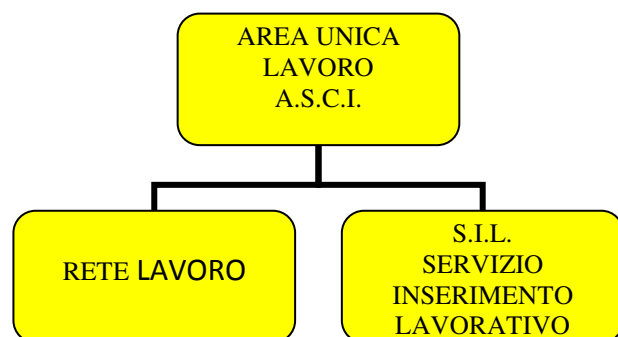 AREA UNICA
LAVORO
A.S.C.I.
RETE LAVORO
S.I.L.
SERVIZIO
INSERIMENTO
LAVORATIVO